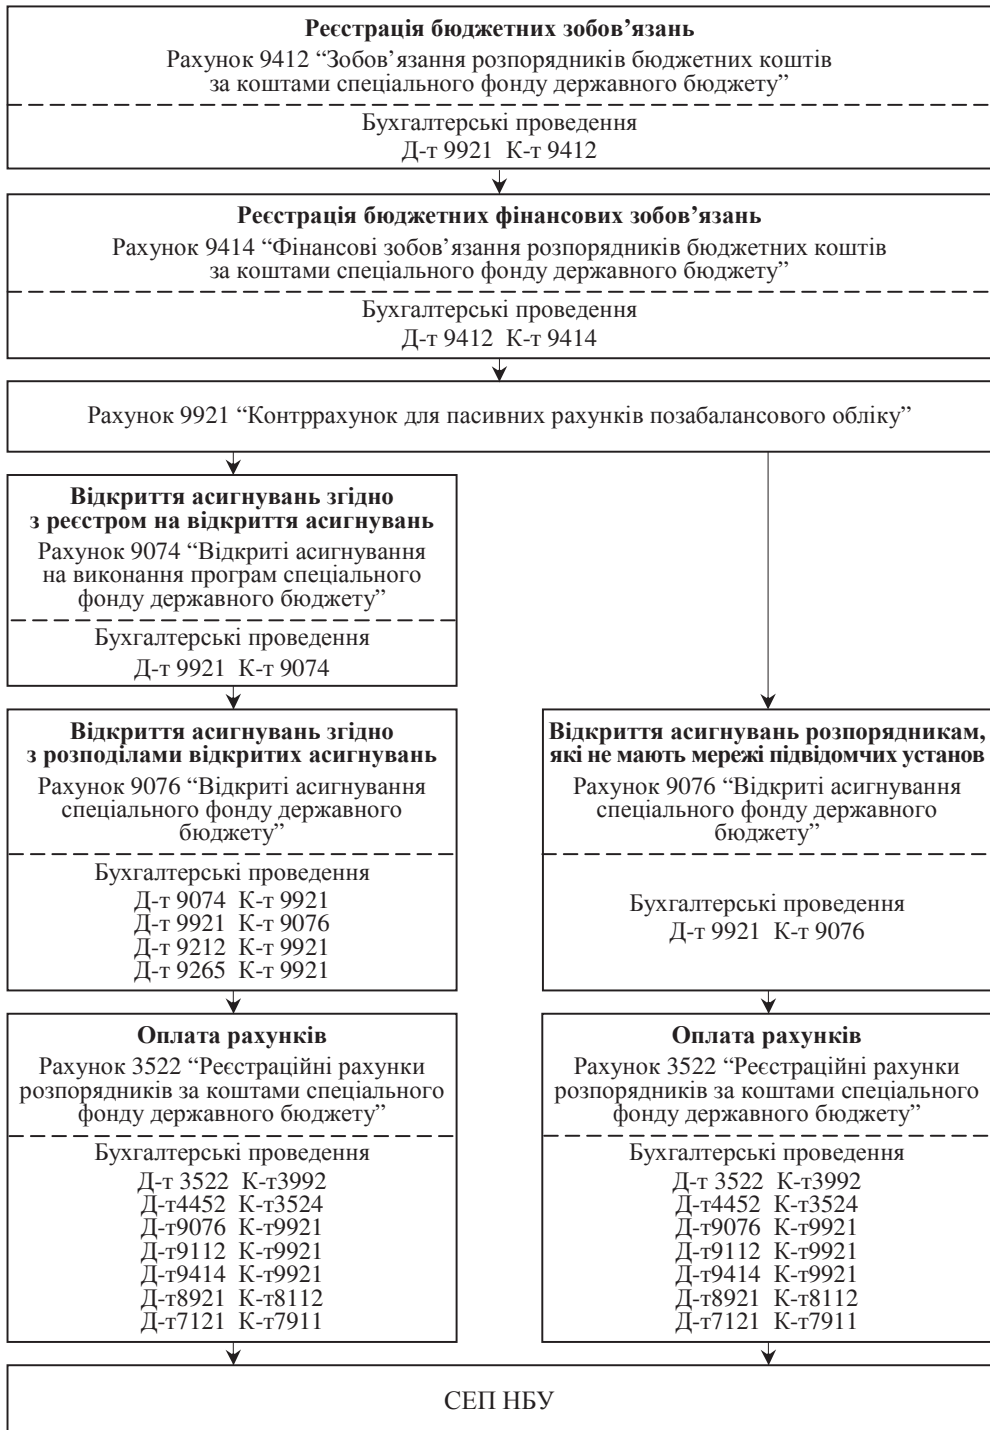 Реєстрація бюджетних зобов’язань
Рахунок 9412 “Зобов’язання розпорядників бюджетних коштів
за коштами спеціального фонду державного бюджету”
Бухгалтерські проведення
Д-т 9921 К-т 9412
Реєстрація бюджетних фінансових зобов’язань
Рахунок 9414 “Фінансові зобов’язання розпорядників бюджетних коштів
за коштами спеціального фонду державного бюджету”
Бухгалтерські проведення
Д-т 9412 К-т 9414
Рахунок 9921 “Контррахунок для пасивних рахунків позабалансового обліку”
Відкриття асигнувань згідно
з реєстром на відкриття асигнувань
Рахунок 9074 “Відкриті асигнування
на виконання програм спеціального
фонду державного бюджету”
Бухгалтерські проведення
Д-т 9921 К-т 9074
Відкриття асигнувань згідно
з розподілами відкритих асигнувань
Рахунок 9076 “Відкриті асигнування
спеціального фонду державного
бюджету”
Бухгалтерські проведення
Д-т 9074 К-т 9921
Д-т 9921 К-т 9076
Д-т 9212 К-т 9921
Д-т 9265 К-т 9921
Відкриття асигнувань розпорядникам,
які не мають мережі підвідомчих установ
Рахунок 9076 “Відкриті асигнування
спеціального фонду державного
бюджету”
Бухгалтерські проведення
Д-т 9921 К-т 9076
Оплата рахунків
Рахунок 3522 “Реєстраційні рахунки
розпорядників за коштами спеціального
фонду державного бюджету”
Бухгалтерські проведення
Д-т 3522 К-т3992
Д-т4452 К-т3524
Д-т9076 К-т9921
Д-т9112 К-т9921
Д-т9414 К-т9921
Д-т8921 К-т8112
Д-т7121 К-т7911
Оплата рахунків
Рахунок 3522 “Реєстраційні рахунки
розпорядників за коштами спеціального
фонду державного бюджету”
Бухгалтерські проведення
Д-т 3522 К-т3992
Д-т4452 К-т3524
Д-т9076 К-т9921
Д-т9112 К-т9921
Д-т9414 К-т9921
Д-т8921 К-т8112
Д-т7121 К-т7911
СЕП НБУ